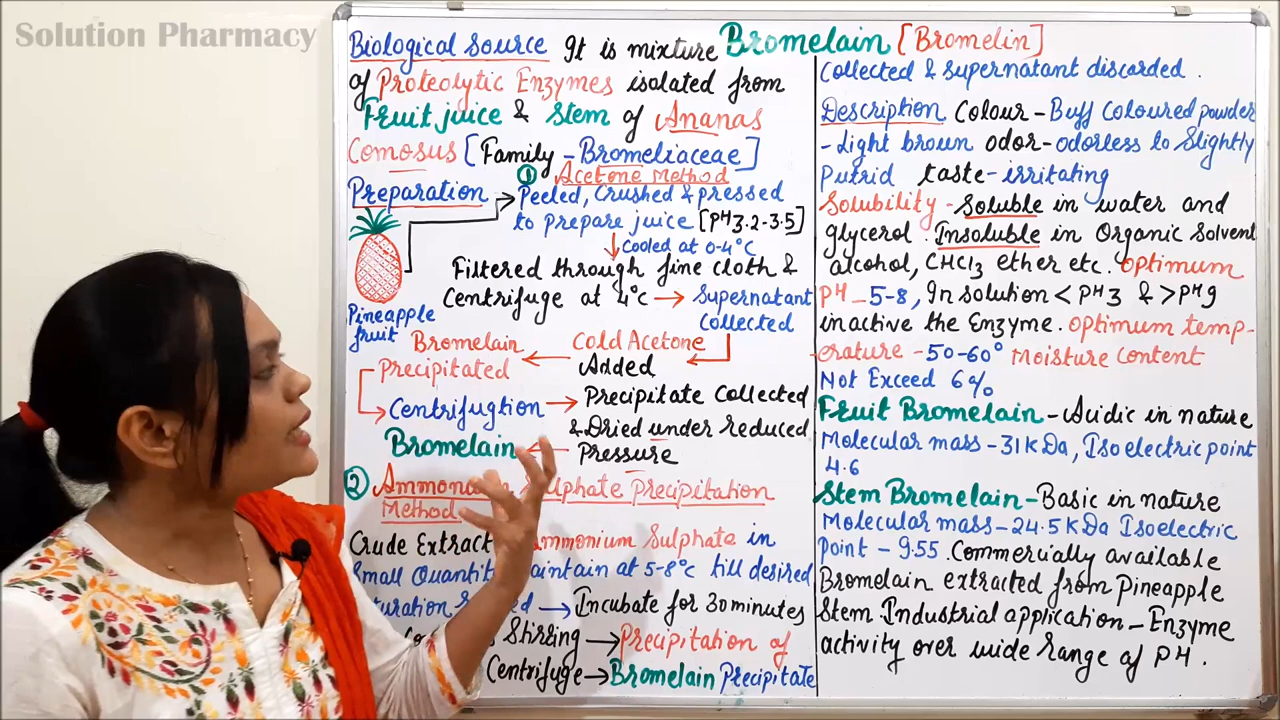 Solution Pharmacy
Bromelain [Bromelin]
Biological Source It is mixture
of Proteolytic Enzymes isolated from
Fruit juice & Stem of Ananas
Comosus [Family - Bromeliaceae]
① Acetone Method
Preparation
Peeled, Crushed & pressed
to prepare juice [PH3.2-3.5]
↓ Cooled at 0-4°C
Filtered through fine cloth &
Centrifuge at 4°C → Supernatant
Collected
Pineapple
fruit
Bromelain ← Cold Acetone
Precipitated Added
Centrifugtion → Precipitate Collected
& Dried under reduced
Bromelain ← Pressure
② Ammonium Sulphate Precipitation
Method
Crude Extract Ammonium Sulphate in
Small Quantit maintain at 5-8°C till desired
→ Incubate for 30 minutes
Stirring → Precipitation of
Centrifuge → Bromelain Precipitate
Collected & supernatant discarded.
Description Colour - Buff Coloured powder
- Light brown odor - odorless to Slightly
Putrid taste - irritating
Solubility - Soluble in water and
glycerol. Insoluble in Organic Solvent
alcohol, CHCl3 ether etc. optimum
PH - 5-8, In solution < PH3 & > PH9
inactive the Enzyme. optimum temp-
erature - 50-60° Moisture Content
Not Exceed 6%
Fruit Bromelain - Acidic in nature
Molecular mass - 31 KDa, Isoelectric point
4.6
Stem Bromelain - Basic in nature
Molecular mass - 24.5 KDa Isoelectric
Point - 9.55. Commercially available
Bromelain extracted from Pineapple
Stem. Industrial application - Enzyme
activity over wide range of PH.